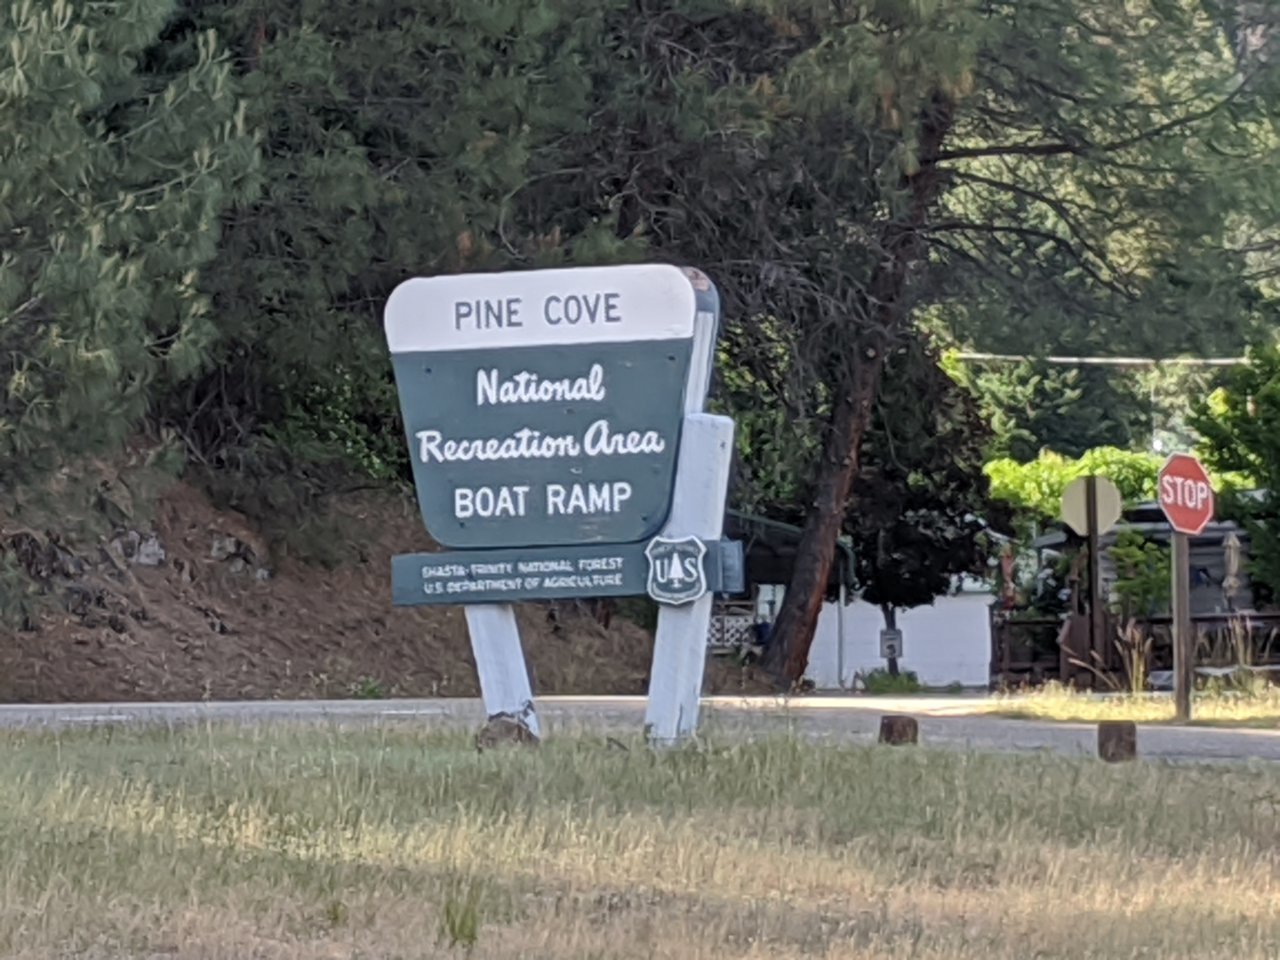 PINE COVE
National
Recreation Area
BOAT RAMP
SHASTA-TRINITY NATIONAL FOREST
U.S. DEPARTMENT OF AGRICULTURE
US
STOP